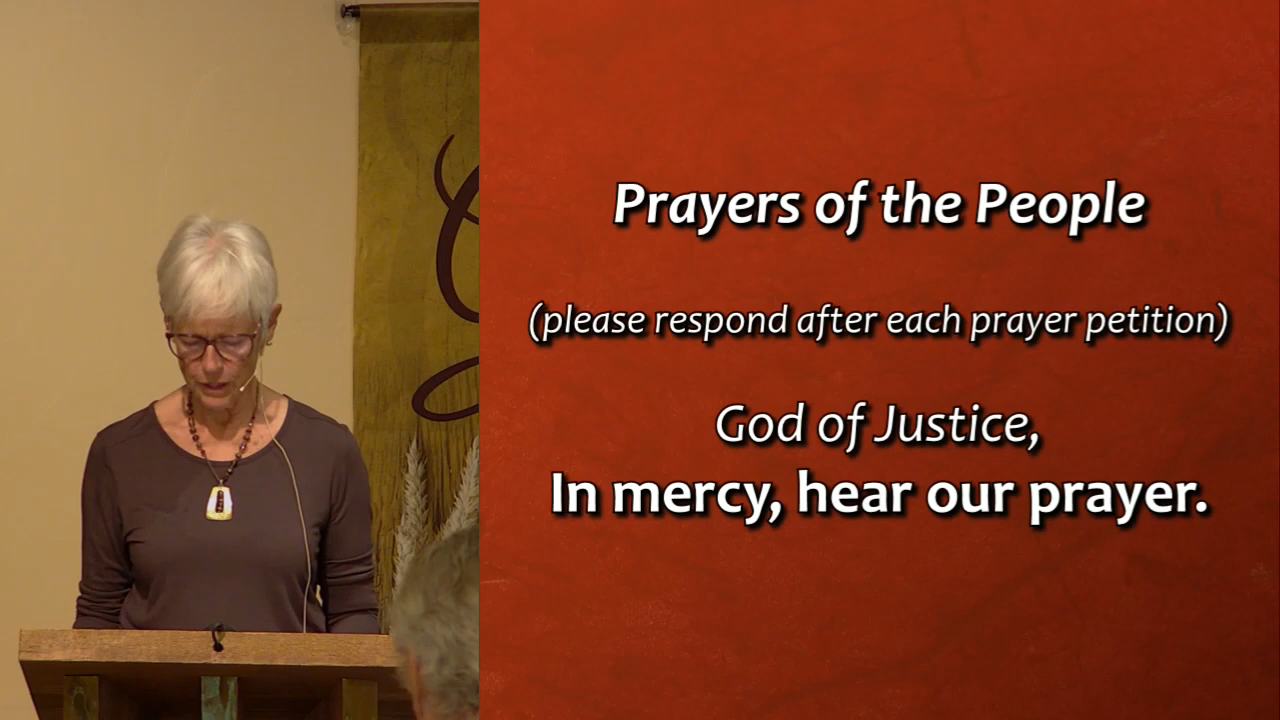 Prayers of the People
(please respond after each prayer petition)
God of Justice,
In mercy, hear our prayer.